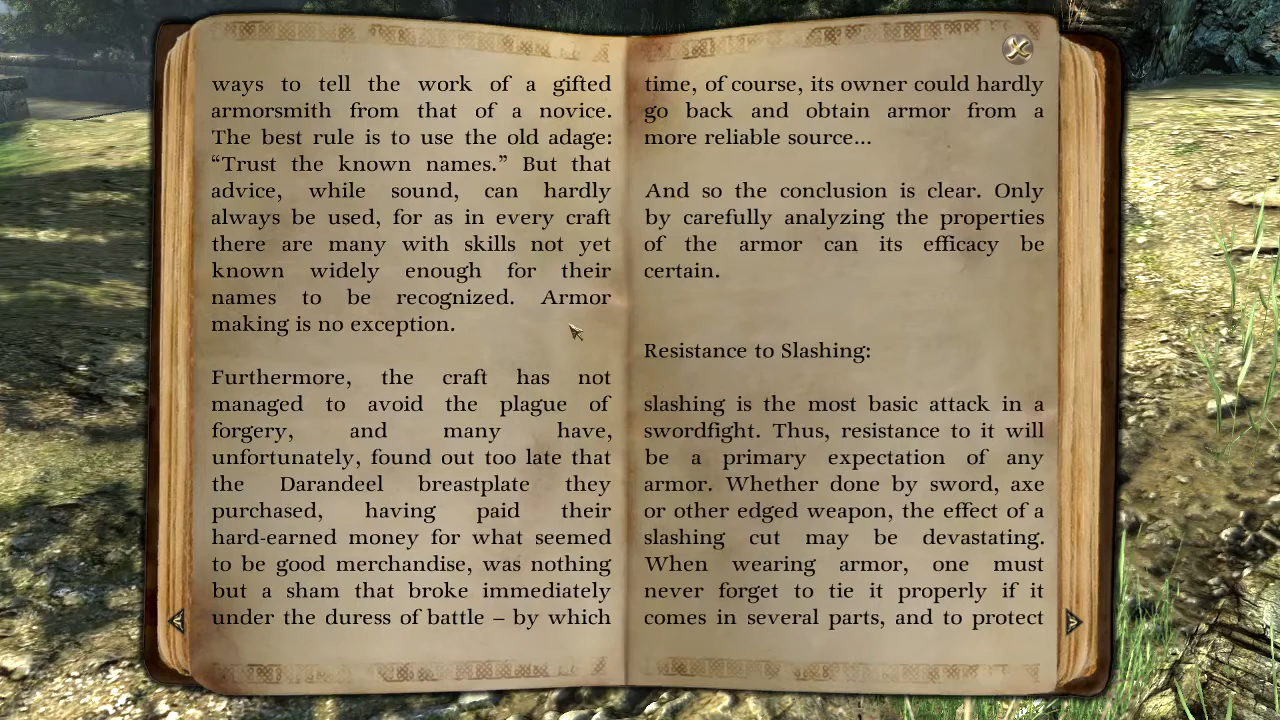 ways to tell the work of a gifted
armorsmith from that of a novice.
The best rule is to use the old adage:
“Trust the known names.” But that
advice, while sound, can hardly
always be used, for as in every craft
there are many with skills not yet
known widely enough for their
names to be recognized. Armor
making is no exception.
Furthermore, the craft has not
managed to avoid the plague of
forgery, and many have,
unfortunately, found out too late that
the Darandeel breastplate they
purchased, having paid their
hard-earned money for what seemed
to be good merchandise, was nothing
but a sham that broke immediately
under the duress of battle – by which
time, of course, its owner could hardly
go back and obtain armor from a
more reliable source...
And so the conclusion is clear. Only
by carefully analyzing the properties
of the armor can its efficacy be
certain.
Resistance to Slashing:
slashing is the most basic attack in a
swordfight. Thus, resistance to it will
be a primary expectation of any
armor. Whether done by sword, axe
or other edged weapon, the effect of a
slashing cut may be devastating.
When wearing armor, one must
never forget to tie it properly if it
comes in several parts, and to protect